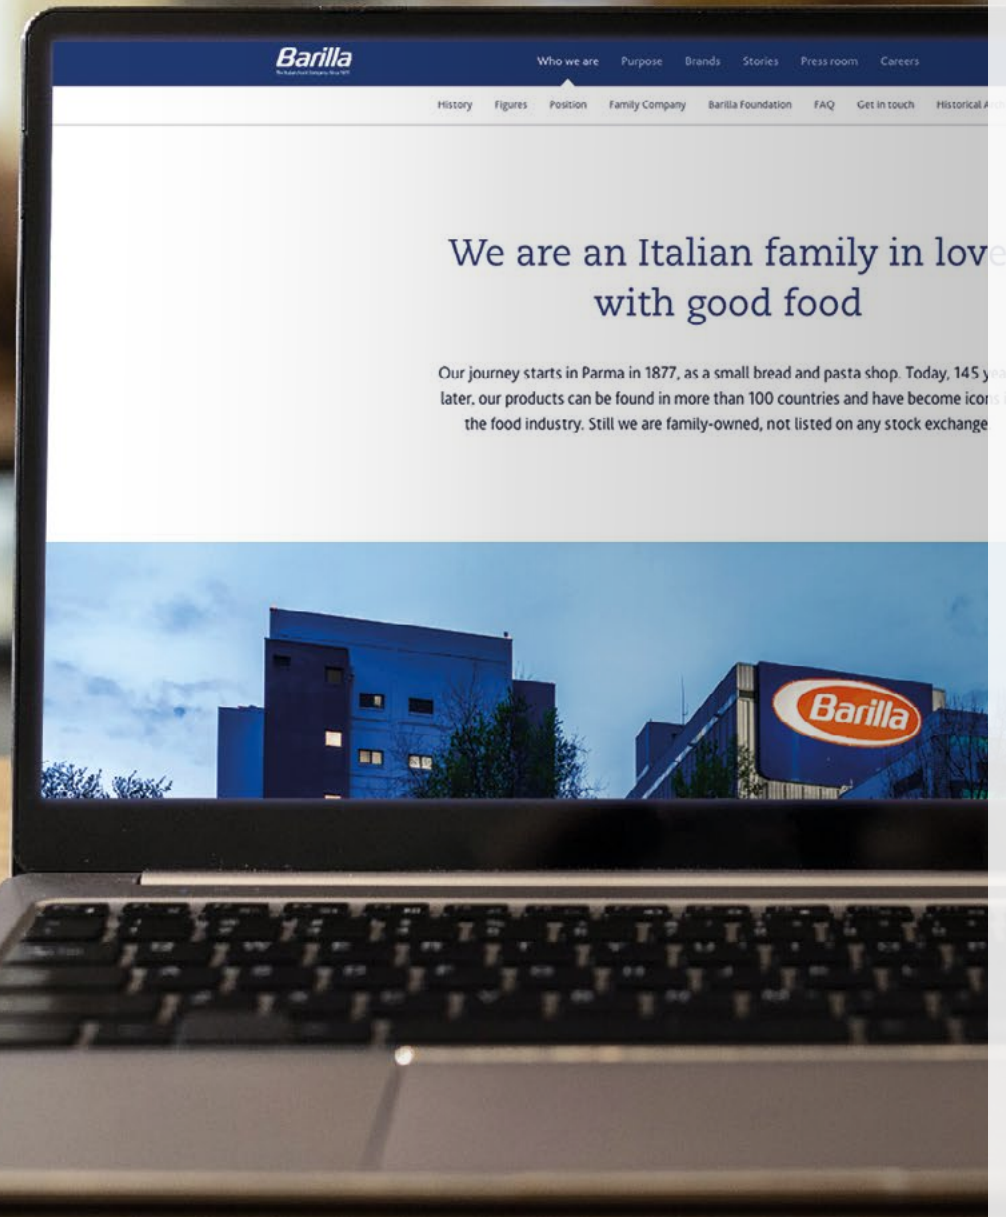 Barilla
Who we are Purpose Brands Stories Press room Careers
History Figures Position Family Company Barilla Foundation FAQ Get in touch Historical
We are an Italian family in love
with good food
Our journey starts in Parma in 1877, as a small bread and pasta shop. Today, 145
later, our products can be found in more than 100 countries and have become icons
the food industry. Still we are family-owned, not listed on any stock exchange
Barilla